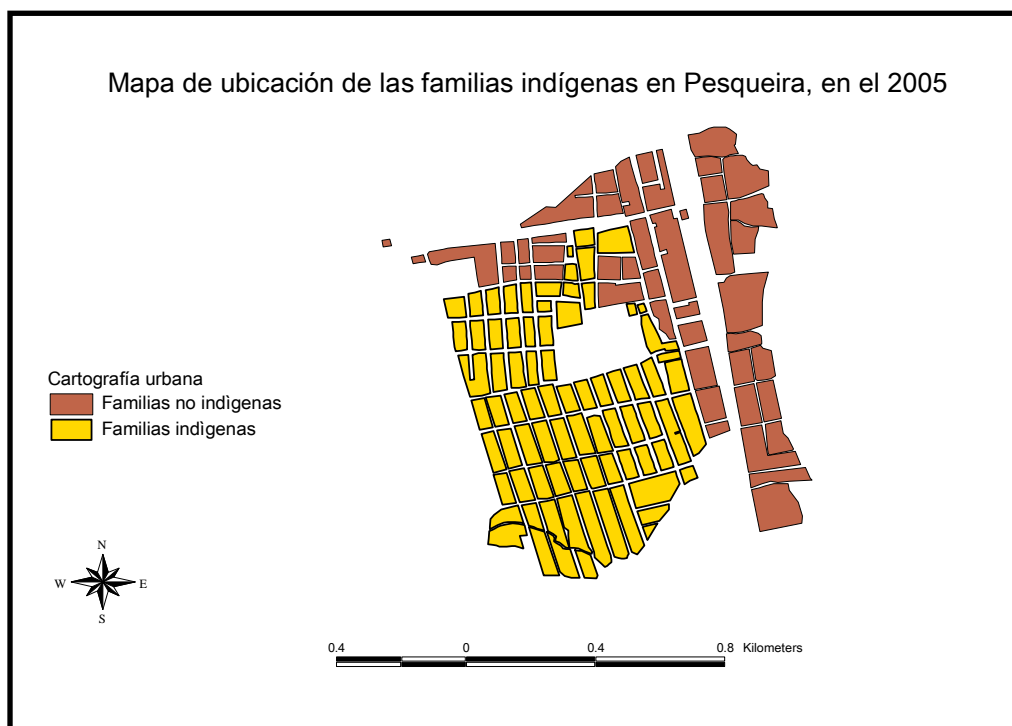 Mapa de ubicación de las familias indígenas en Pesqueira, en el 2005
Cartografía urbana
Familias no indìgenas
Familias indìgenas
N
W E
S
0.4 0 0.4 0.8 Kilometers